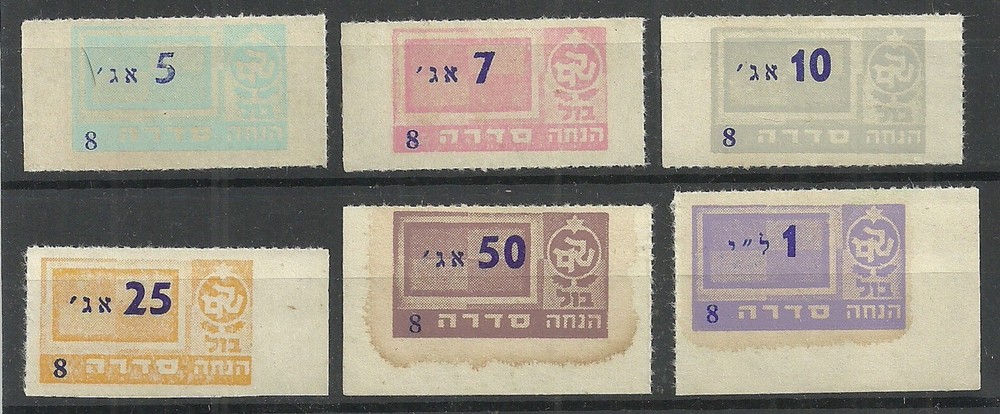 5 אג׳
בול
הנחה סדרה 8
7 אג׳
בול
הנחה סדרה 8
10 אג׳
בול
הנחה סדרה 8
25 אג׳
בול
הנחה סדרה 8
50 אג׳
בול
הנחה סדרה 8
1 ל״י
בול
הנחה סדרה 8